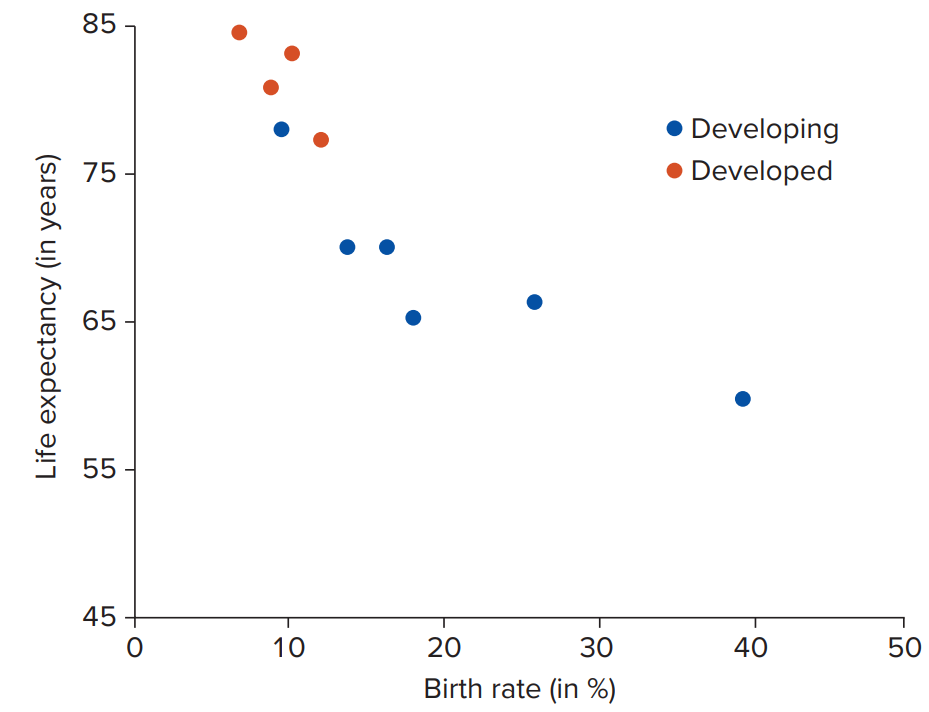 85
75
65
55
45
Life expectancy (in years)
Developing
Developed
0 10 20 30 40 50
Birth rate (in %)